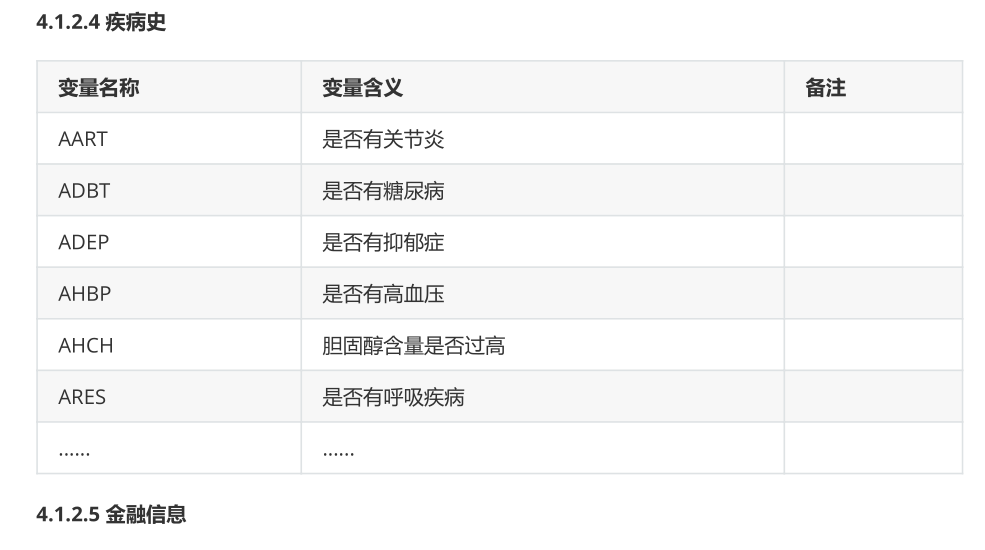 4.1.2.4 疾病史
变量名称 变量含义 备注
AART 是否有关节炎
ADBT 是否有糖尿病
ADEP 是否有抑郁症
AHBP 是否有高血压
AHCH 胆固醇含量是否过高
ARES 是否有呼吸疾病
...... ......
4.1.2.5 金融信息